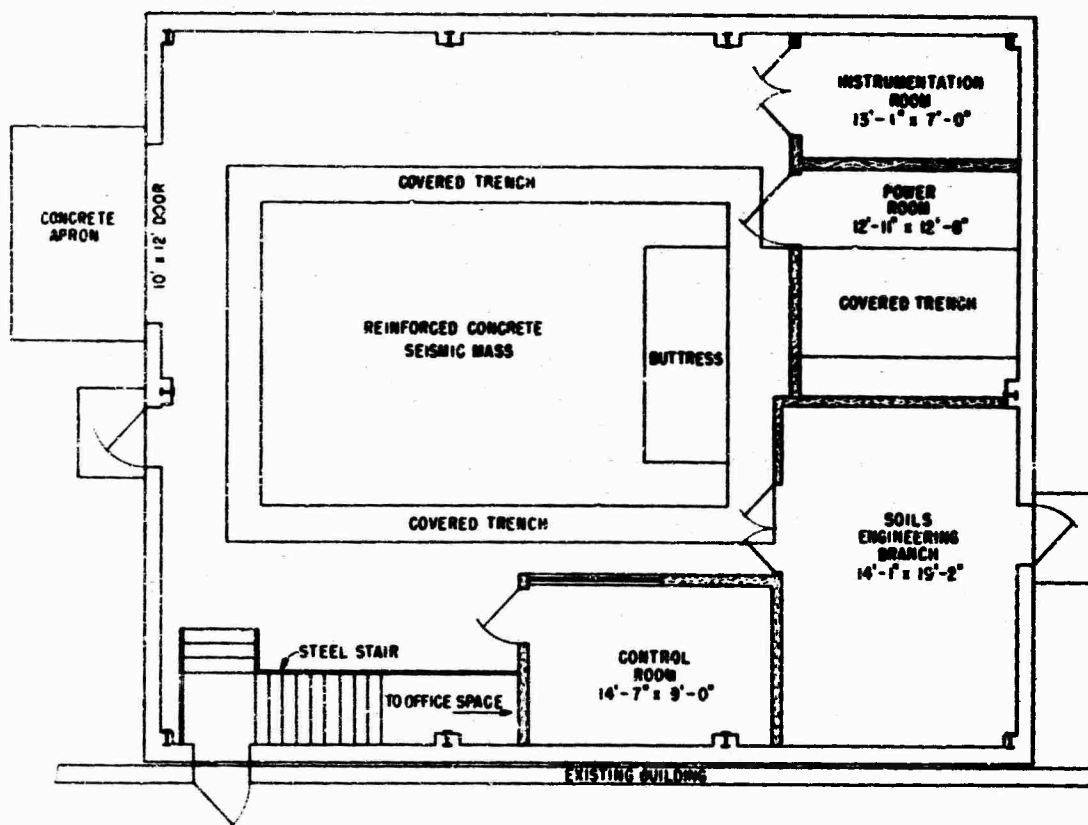 INSTRUMENTATION
ROOM
13'-1" x 7'-0"
COVERED TRENCH
POWER
ROOM
12'-11" x 12'-6"
CONCRETE
APRON
10' x 12' DOOR
COVERED TRENCH
REINFORCED CONCRETE
SEISMIC MASS
BUTTRESS
COVERED TRENCH
SOILS
ENGINEERING
BRANCH
14'-1" x 19'-2"
STEEL STAIR
CONTROL
ROOM
14'-7" x 9'-0"
TO OFFICE SPACE
EXISTING BUILDING